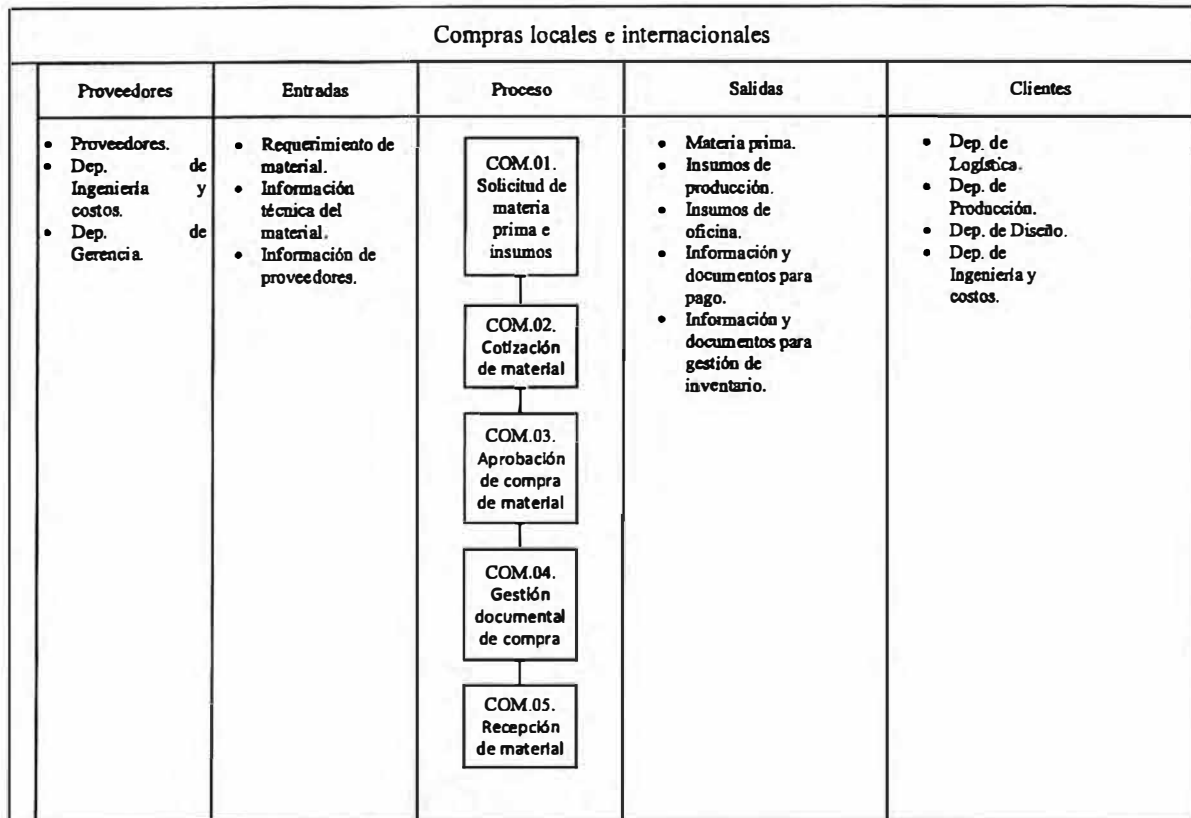 Compras locales e internacionales
Proveedores
Entradas
Proceso
Salidas
Clientes
• Proveedores.
• Dep. de
Ingeniería y
costos.
• Dep. de
Gerencia.
• Requerimiento de
material.
• Información
técnica del
material.
• Información de
proveedores.
COM.01.
Solicitud de
materia
prima e
insumos
COM.02.
Cotización
de material
COM.03.
Aprobación
de compra
de material
COM.04.
Gestión
documental
de compra
COM.05.
Recepción
de material
• Materia prima.
• Insumos de
producción.
• Insumos de
oficina.
• Información y
documentos para
pago.
• Información y
documentos para
gestión de
inventario.
• Dep. de
Logística.
• Dep. de
Producción.
• Dep. de Diseño.
• Dep. de
Ingeniería y
costos.